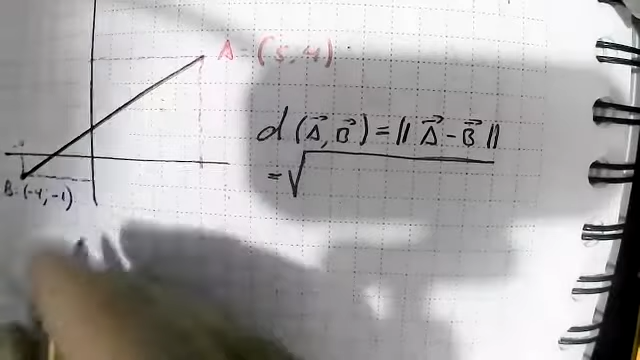 A = (5, 4)
d (A⃗, B⃗) = || A⃗ - B⃗ ||
= √
B = (-4, -1)